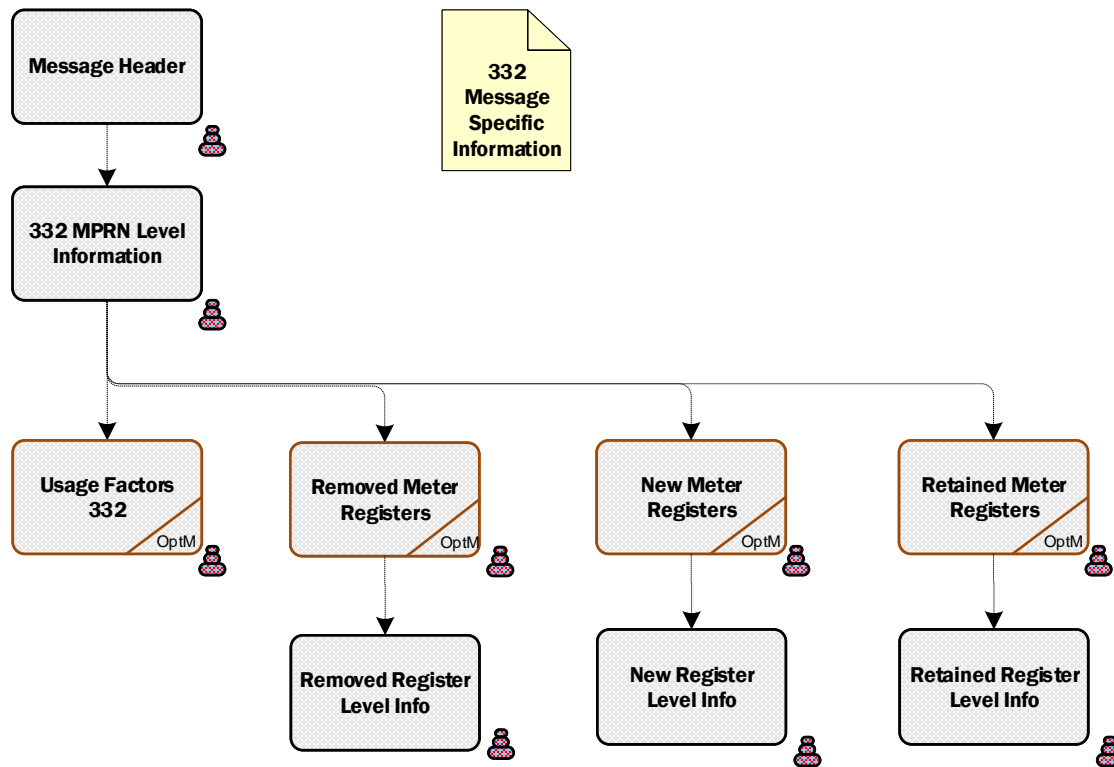 Message Header
332
Message
Specific
Information
332 MPRN Level
Information
Usage Factors
332
OptM
Removed Meter
Registers
OptM
New Meter
Registers
OptM
Retained Meter
Registers
OptM
Removed Register
Level Info
New Register
Level Info
Retained Register
Level Info